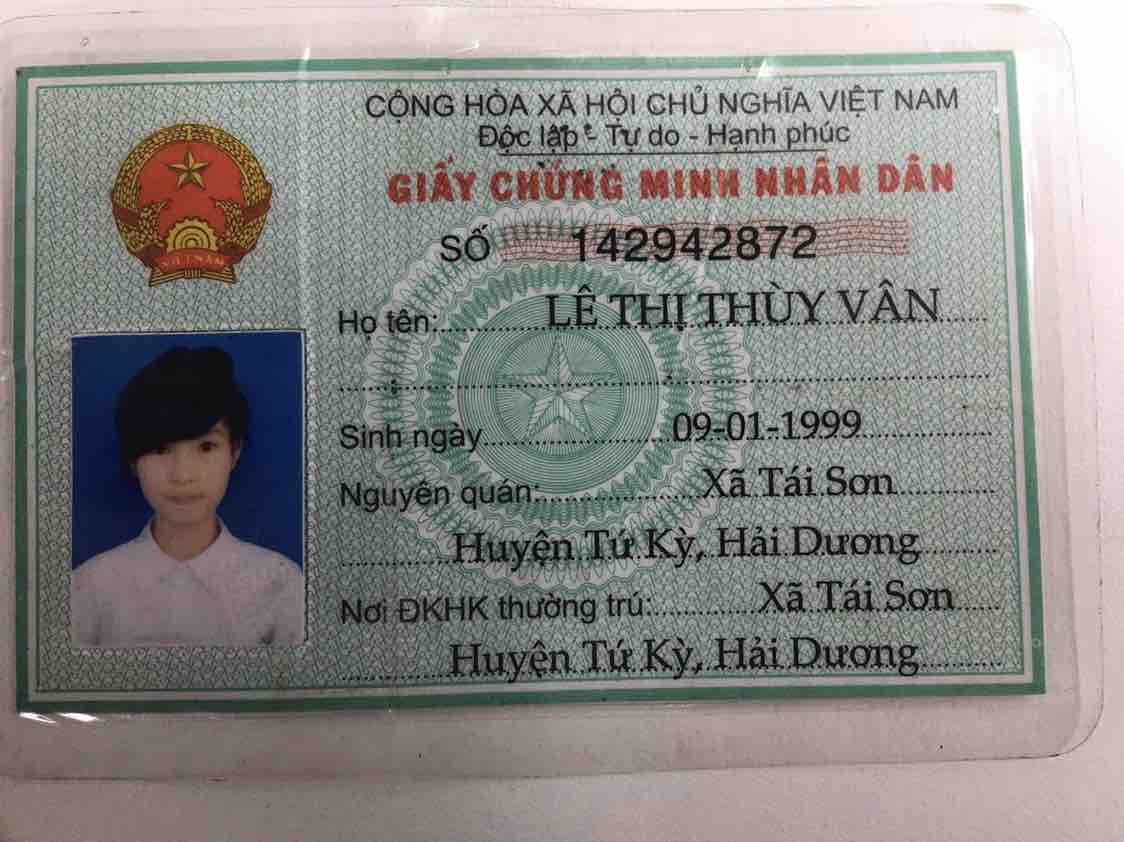 CỘNG HÒA XÃ HỘI CHỦ NGHĨA VIỆT NAM
Độc lập - Tự do - Hạnh phúc
GIẤY CHỨNG MINH NHÂN DÂN
SỐ 142942872
VIỆT NAM
Họ tên: LÊ THỊ THÙY VÂN
Sinh ngày 09-01-1999
Nguyên quán: Xã Tái Sơn
Huyện Tứ Kỳ, Hải Dương
Nơi ĐKHK thường trú: Xã Tái Sơn
Huyện Tứ Kỳ, Hải Dương